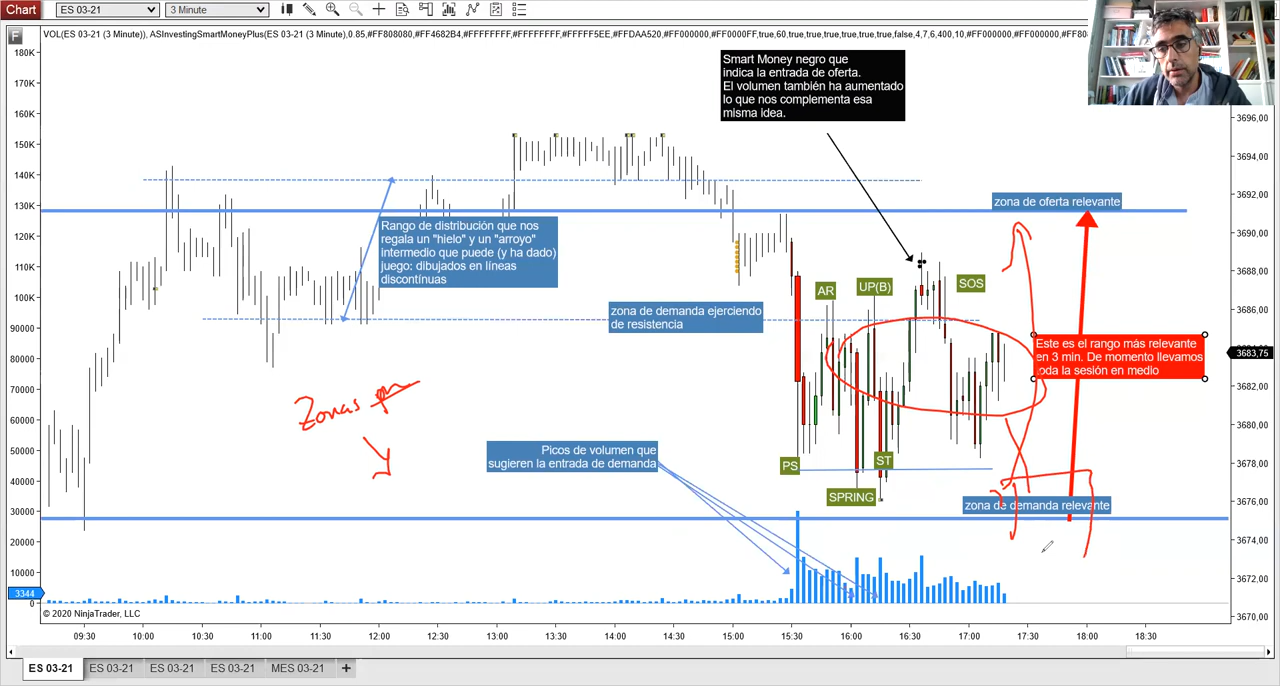 Chart
ES 03-21
3 Minute
F
VOL(ES 03-21 (3 Minute)), ASInvestingSmartMoneyPlus(ES 03-21 (3 Minute),0.85,#FF808080,#FF4682B4,#FFFFFFFF,#FFFFFFFF,#FFFFF5EE,#FFDAA520,#FF000000,#FF0000FF,true,60,true,true,true,true,true,false,4,7,6,400,10,#FF000000,#FF000000,#FF80
180K
170K
160K
150K
140K
130K
120K
110K
100K
90000
80000
70000
60000
50000
40000
30000
20000
10000
0
3344
3696,00
3694,00
3692,00
3690,00
3688,00
3686,00
3683,75
3682,00
3680,00
3678,00
3676,00
3674,00
3672,00
3670,00
Smart Money negro que
indica la entrada de oferta.
El volumen también ha aumentado
lo que nos complementa esa
misma idea.
zona de oferta relevante
Rango de distribución que nos
regala un "hielo" y un "arroyo"
intermedio que puede (y ha dado)
juego: dibujados en líneas
discontínuas
zona de demanda ejerciendo
de resistencia
AR
UP(B)
SOS
Este es el rango más relevante
en 3 min. De momento llevamos
toda la sesión en medio
Zonas
Picos de volumen que
sugieren la entrada de demanda
PS
ST
SPRING
zona de demanda relevante
© 2020 NinjaTrader, LLC
09:30 10:00 10:30 11:00 11:30 12:00 12:30 13:00 13:30 14:00 14:30 15:00 15:30 16:00 16:30 17:00 17:30 18:00 18:30
ES 03-21 ES 03-21 ES 03-21 ES 03-21 MES 03-21 +